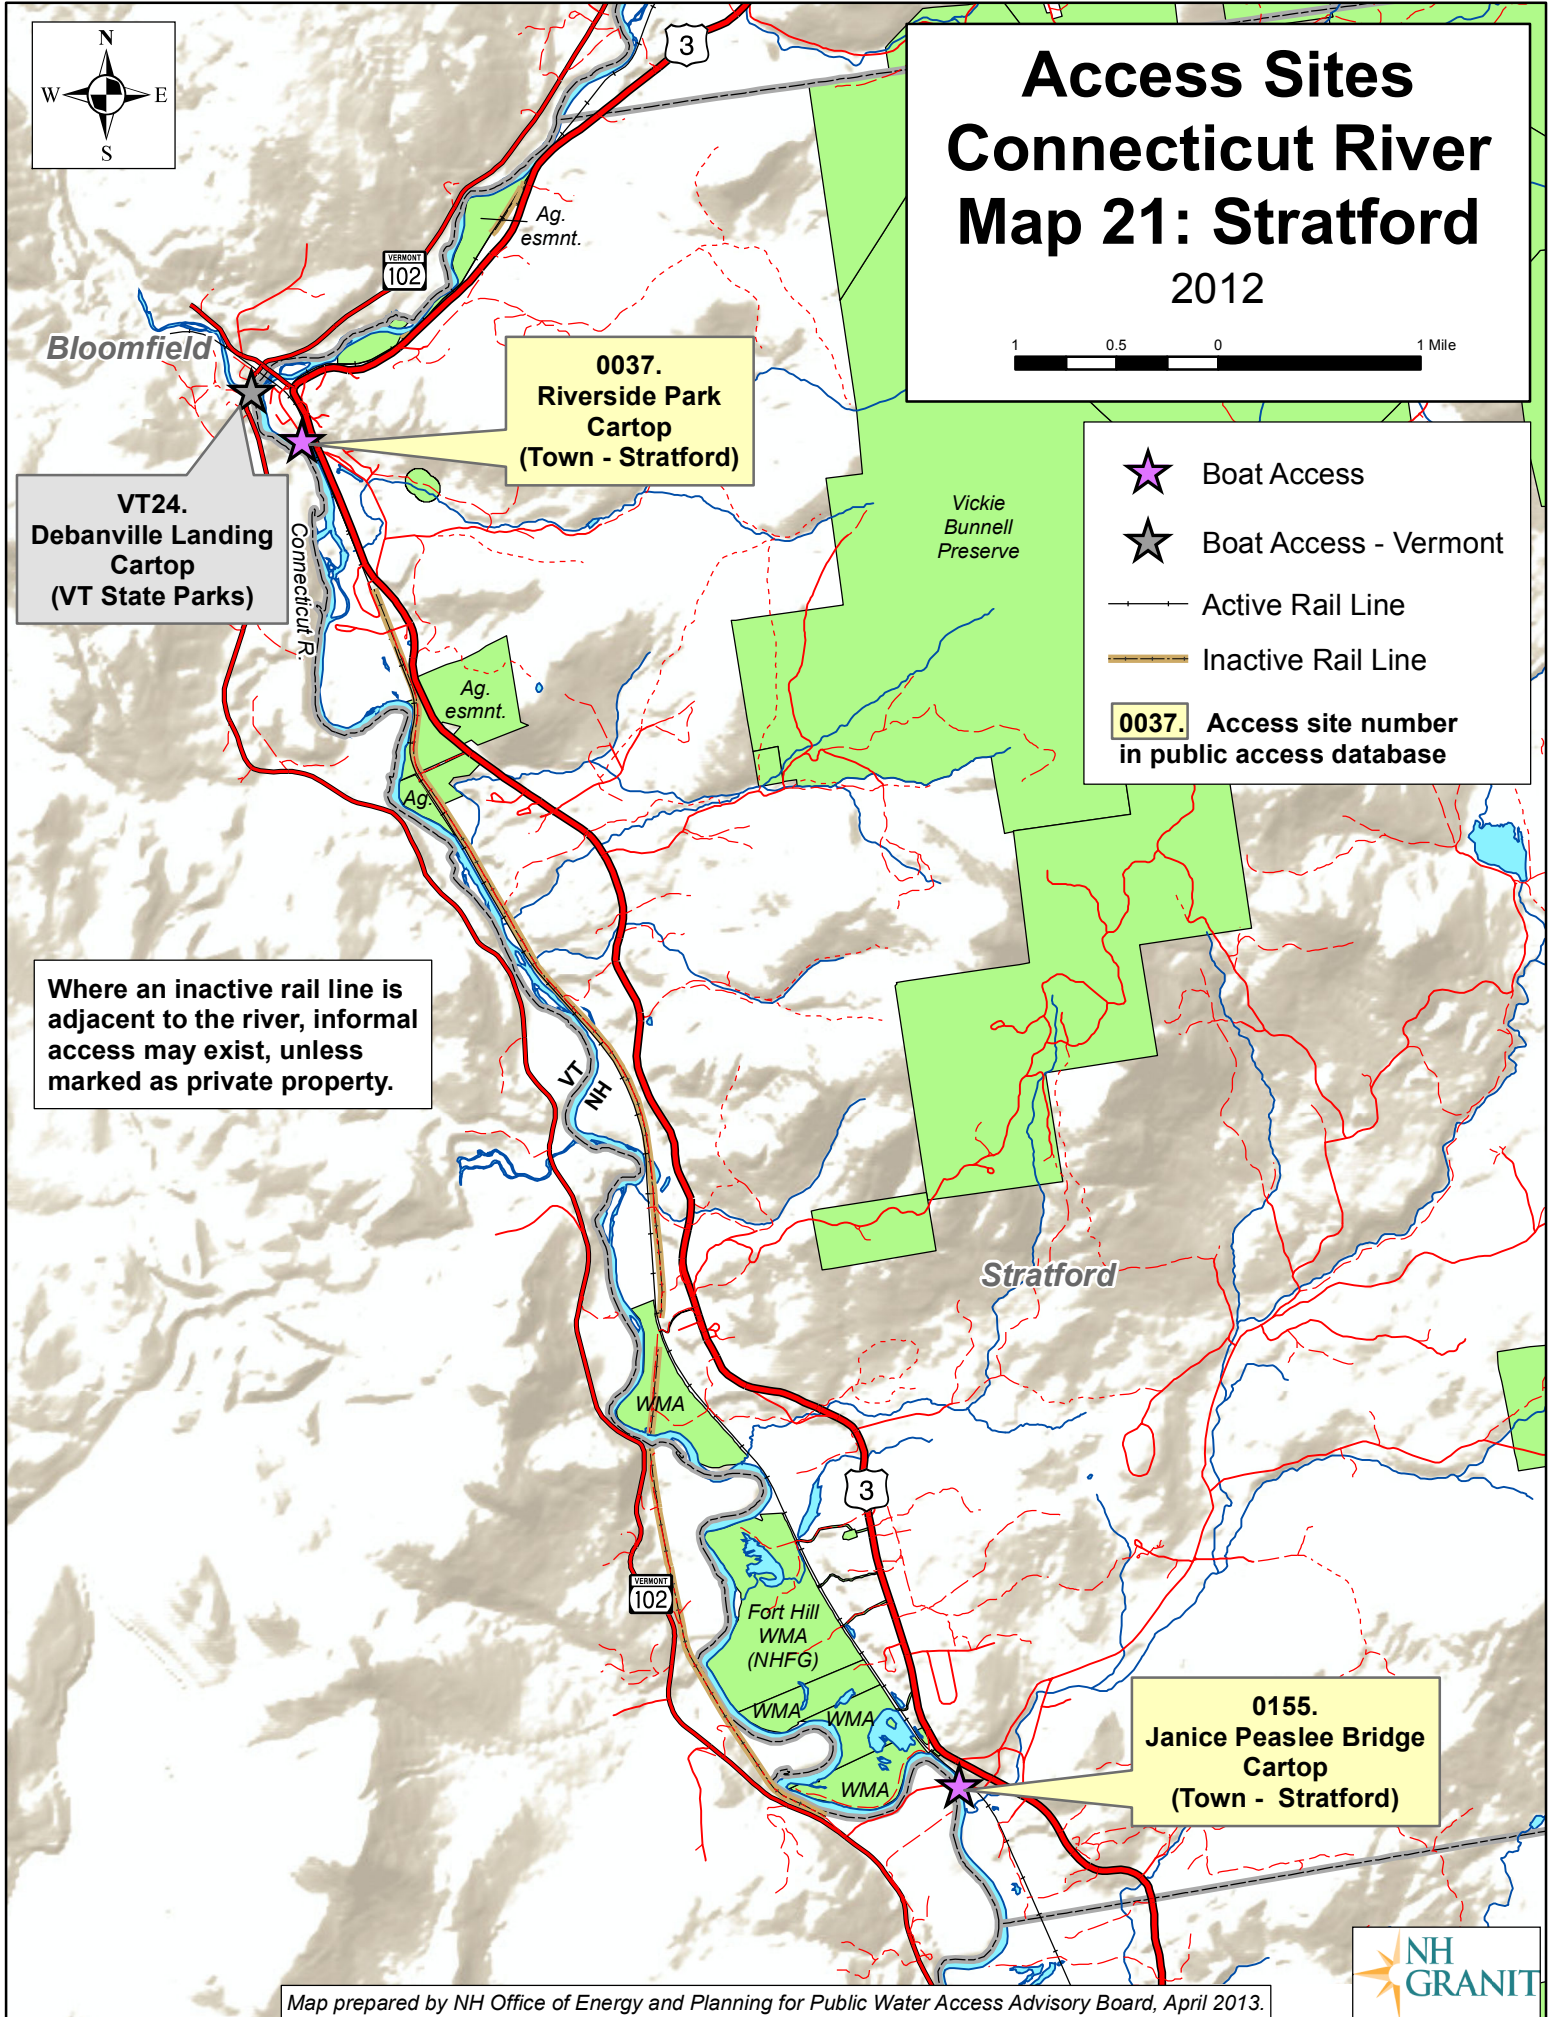 N
W E
S
3
Access Sites
Connecticut River
Map 21: Stratford
2012
1 0.5 0 1 Mile
Ag.
esmnt.
VERMONT
102
Bloomfield
0037.
Riverside Park
Cartop
(Town - Stratford)
VT24.
Debanville Landing
Cartop
(VT State Parks)
Connecticut R.
Vickie
Bunnell
Preserve
Boat Access
Boat Access - Vermont
Active Rail Line
Inactive Rail Line
0037. Access site number
in public access database
Ag.
esmnt.
Ag.
Where an inactive rail line is
adjacent to the river, informal
access may exist, unless
marked as private property.
VT
NH
Stratford
WMA
3
VERMONT
102
Fort Hill
WMA
(NHFG)
WMA
WMA
WMA
0155.
Janice Peaslee Bridge
Cartop
(Town - Stratford)
NH
GRANIT
Map prepared by NH Office of Energy and Planning for Public Water Access Advisory Board, April 2013.